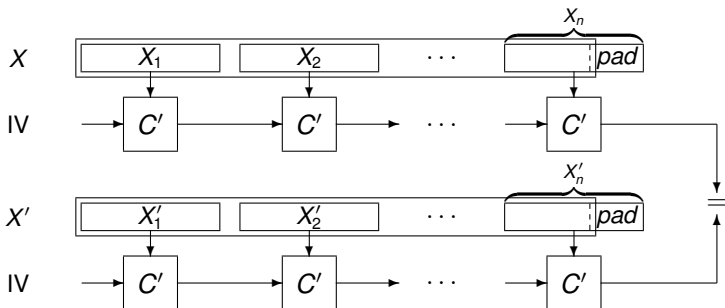 Xₙ
X X₁ X₂ ··· pad
IV C′ C′ ··· C′
=
X′ₙ
X′ X′₁ X′₂ ··· pad
IV C′ C′ ··· C′